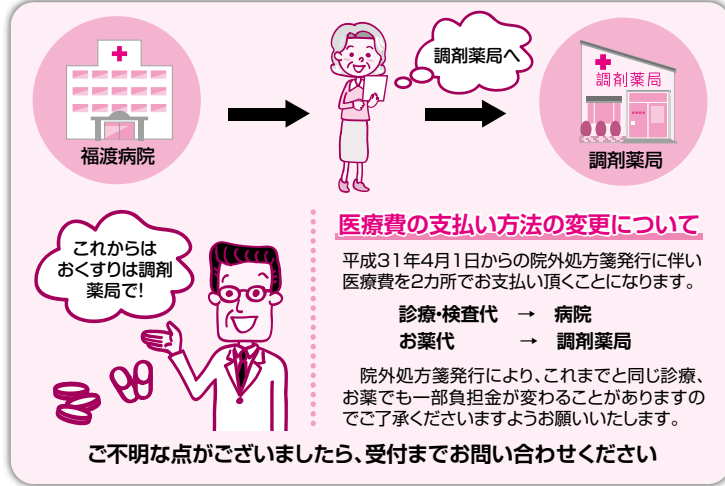 福渡病院
調剤薬局へ
調剤薬局
調剤薬局
これからは
おくすりは調剤
薬局で!
医療費の支払い方法の変更について
平成31年4月1日からの院外処方箋発行に伴い
医療費を2カ所でお支払い頂くことになります。
診療・検査代 → 病院
お薬代 → 調剤薬局
院外処方箋発行により、これまでと同じ診療、
お薬でも一部負担金が変わることがありますの
でご了承くださいますようお願いいたします。
ご不明な点がございましたら、受付までお問い合わせください